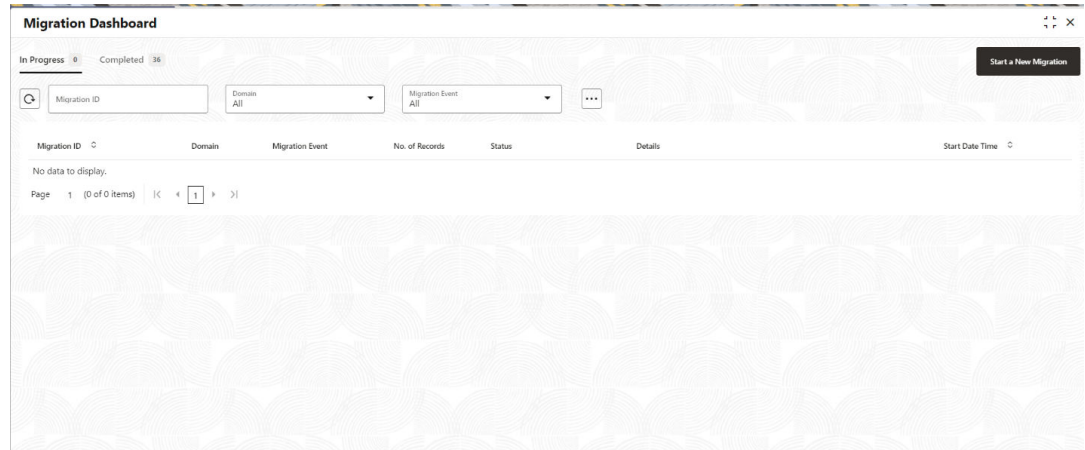 Migration Dashboard
In Progress 0 Completed 36 Start a New Migration
Migration ID Domain All Migration Event All
Migration ID Domain Migration Event No. of Records Status Details Start Date Time
No data to display.
Page 1 (0 of 0 items) 1